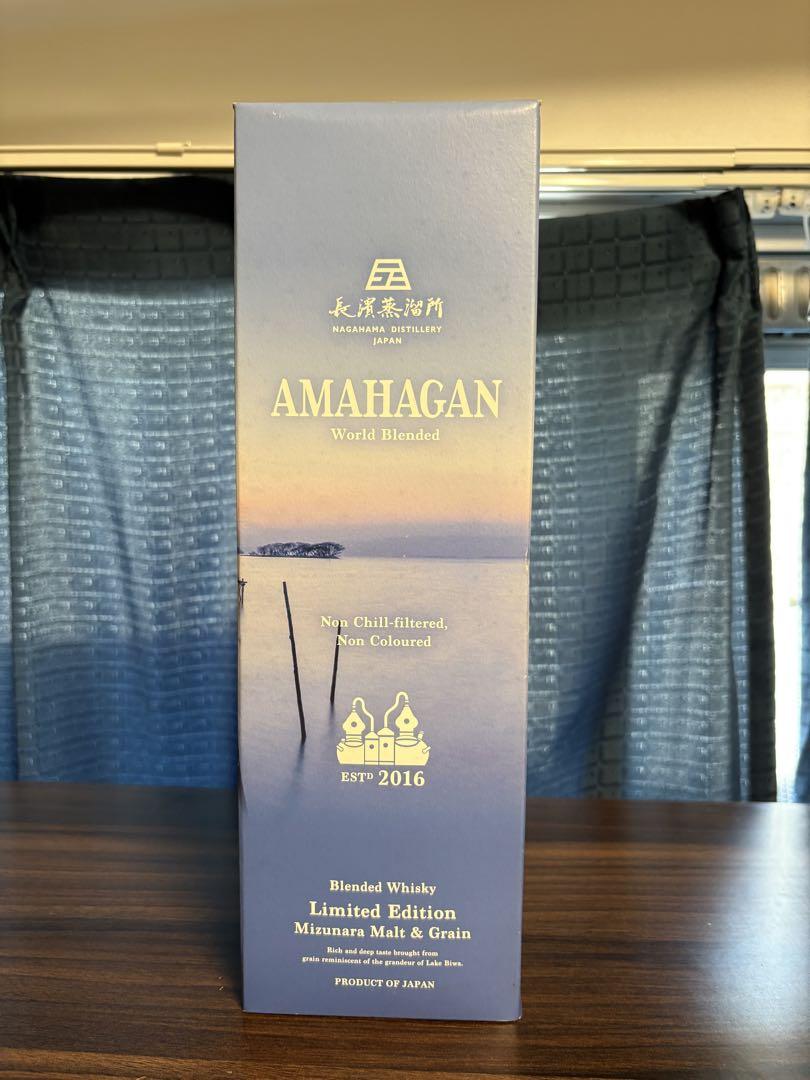 長濵蒸溜所
NAGAHAMA DISTILLERY
JAPAN
AMAHAGAN
World Blended
Non Chill-filtered,
Non Coloured
ESTD 2016
Blended Whisky
Limited Edition
Mizunara Malt & Grain
Rich and deep taste brought from
grain reminiscent of the grandeur of Lake Biwa.
PRODUCT OF JAPAN